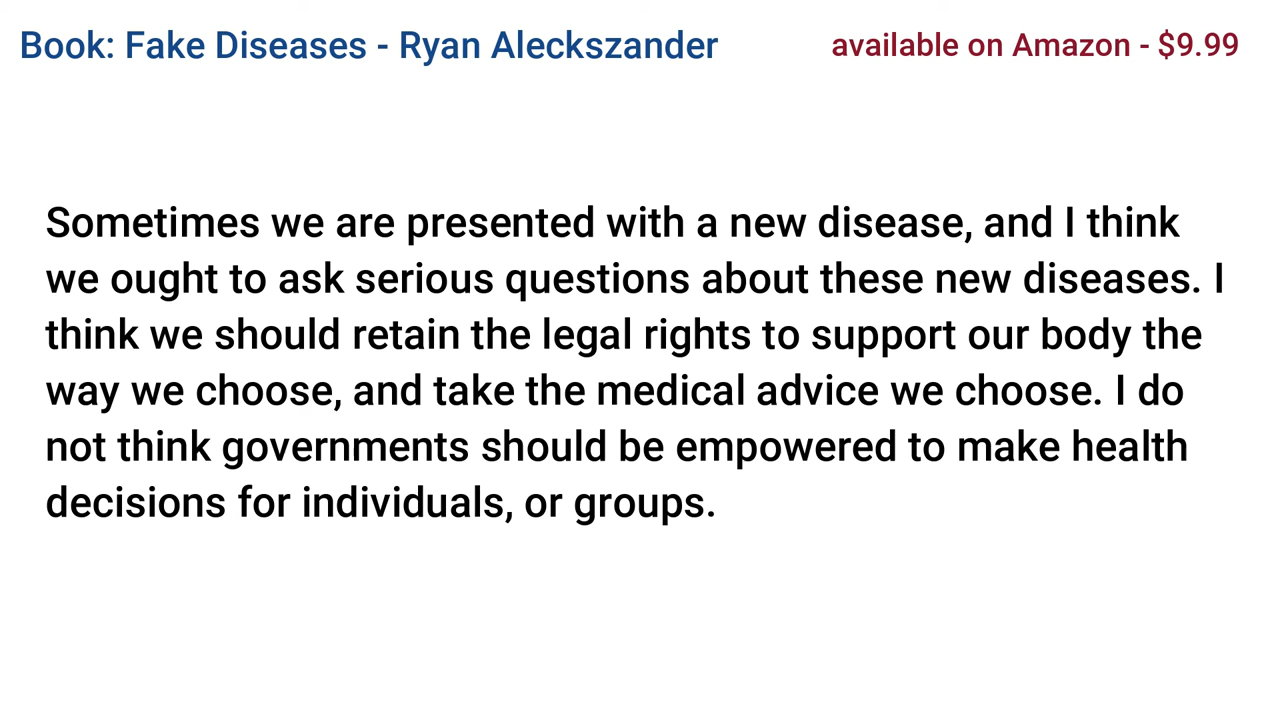 Book: Fake Diseases - Ryan Aleckszander
available on Amazon - $9.99
Sometimes we are presented with a new disease, and I think
we ought to ask serious questions about these new diseases. I
think we should retain the legal rights to support our body the
way we choose, and take the medical advice we choose. I do
not think governments should be empowered to make health
decisions for individuals, or groups.